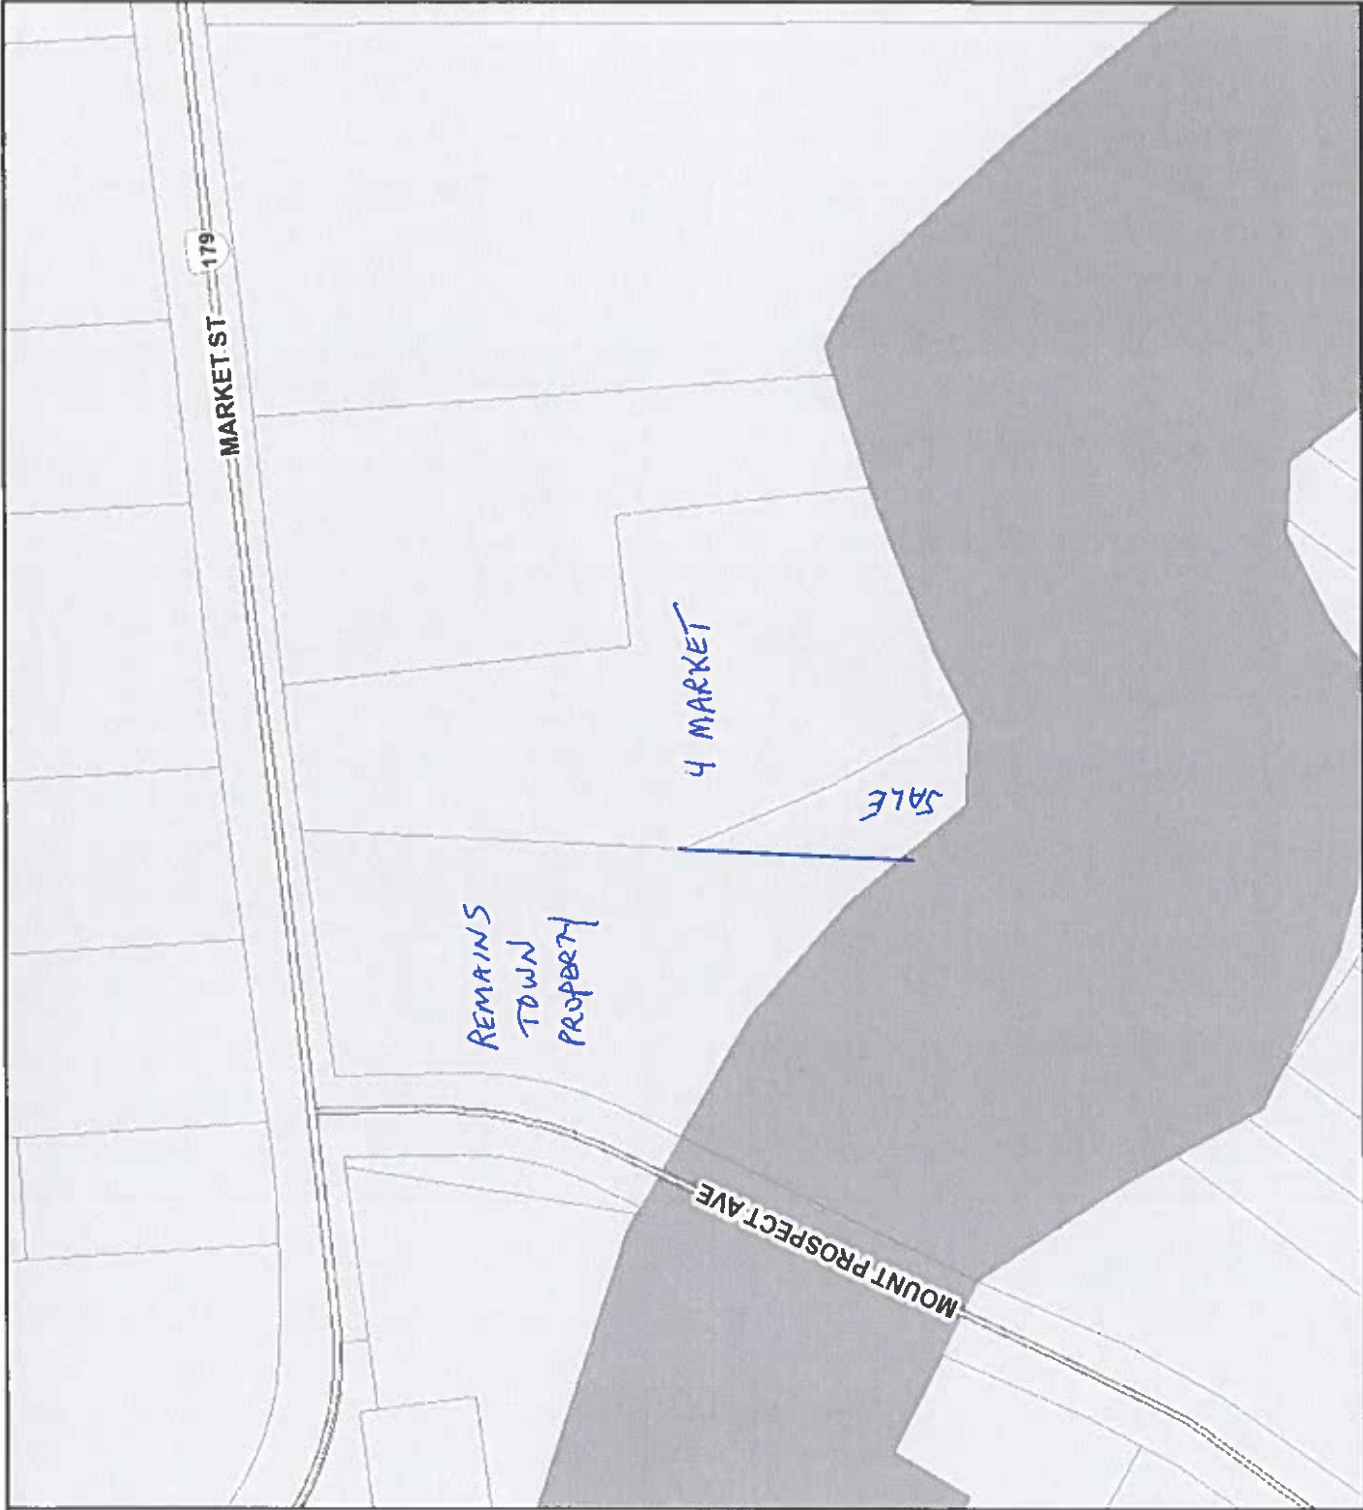 179
MARKET ST
4 MARKET
SALE
REMAINS
TOWN
PROPERTY
MOUNT PROSPECT AVE